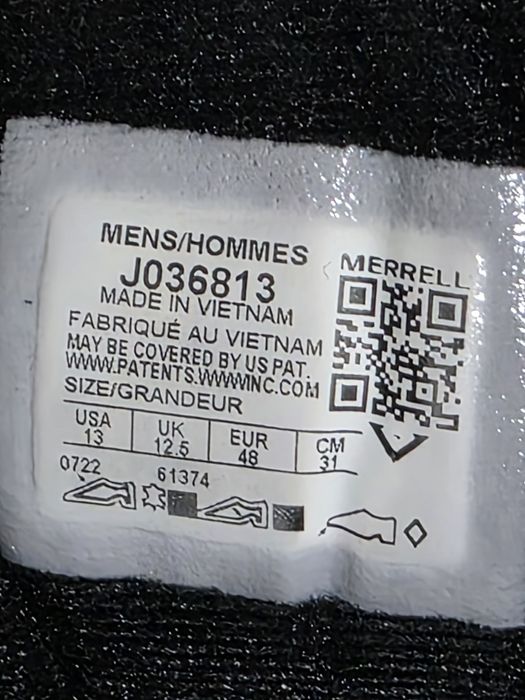 MENS/HOMMES
J036813
MADE IN VIETNAM
FABRIQUÉ AU VIETNAM
MAY BE COVERED BY US PAT.
WWW.PATENTS.WWWINC.COM
MERRELL
SIZE/GRANDEUR
USA UK EUR CM
13 12.5 48 31
0722 61374